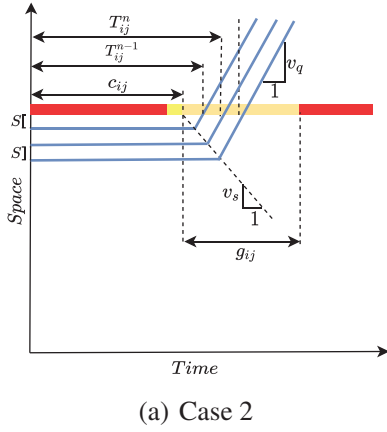 T_{ij}^{n}
T_{ij}^{n-1}
c_{ij}
v_q
1
S[
S]
v_s
1
g_{ij}
Space
Time
(a) Case 2